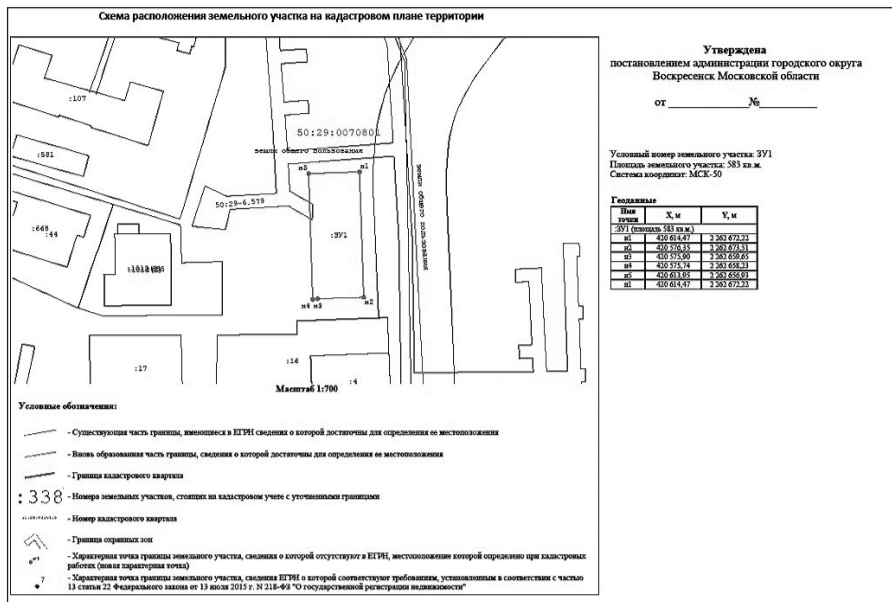 Схема расположения земельного участка на кадастровом плане территории
Утверждена
постановлением администрации городского округа
Воскресенск Московской области
от ____________№__________
Условный номер земельного участка: ЗУ1
Площадь земельного участка: 583 кв.м.
Система координат: МСК-50
Геоданные
Имя точки X, м Y, м
:ЗУ1 (площадь 583 кв.м.)
н1 420 614,47 2 262 672,22
н2 420 576,35 2 262 673,51
н3 420 575,90 2 262 659,65
н4 420 575,74 2 262 658,23
н5 420 613,95 2 262 656,93
н1 420 614,47 2 262 672,22
:107
50:29:0070801
земли общего пользования
:581
н5
н1
земли общего пользования
50:29-6.579
:668
:44
:ЗУ1
н4
н3
н2
:17
:16
:4
Масштаб 1:700
Условные обозначения:
- Существующая часть границы, имеющиеся в ЕГРН сведения о которой достаточны для определения ее местоположения
- Вновь образованная часть границы, сведения о которой достаточны для определения ее местоположения
- Граница кадастрового квартала
:338 - Номера земельных участков, стоящих на кадастровом учете с уточненными границами
- Номер кадастрового квартала
- Граница охранных зон
- Характерная точка границы земельного участка, сведения о которой отсутствуют в ЕГРН, местоположение которой определено при кадастровых
работах (новая характерная точка)
7 - Характерная точка границы земельного участка, сведения ЕГРН о которой соответствуют требованиям, установленным в соответствии с частью
13 статьи 22 Федерального закона от 13 июля 2015 г. N 218-ФЗ "О государственной регистрации недвижимости"